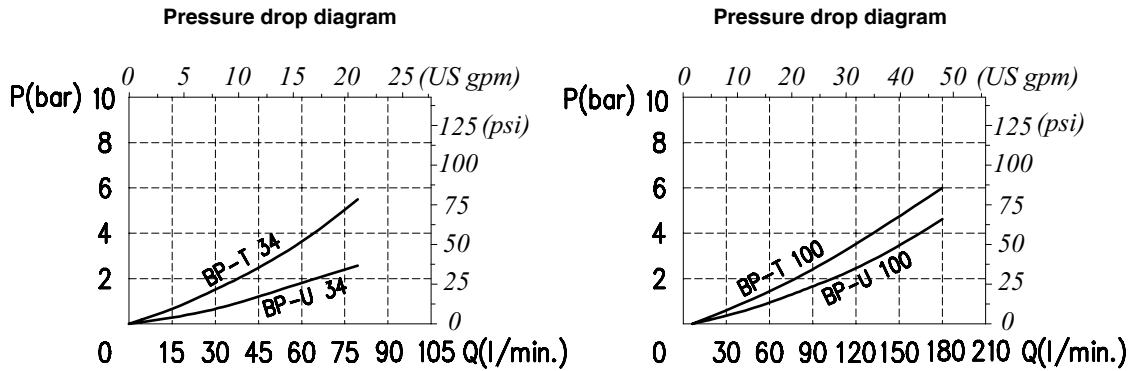 Pressure drop diagram
0 5 10 15 20 25 (US gpm)
P(bar) 10
8
6
4
2
0
125 (psi)
100
75
50
25
0
BP-T 34
BP-U 34
15 30 45 60 75 90 105 Q(l/min.)
Pressure drop diagram
0 10 20 30 40 50 (US gpm)
P(bar) 10
8
6
4
2
0
125 (psi)
100
75
50
25
0
BP-T 100
BP-U 100
30 60 90 120 150 180 210 Q(l/min.)